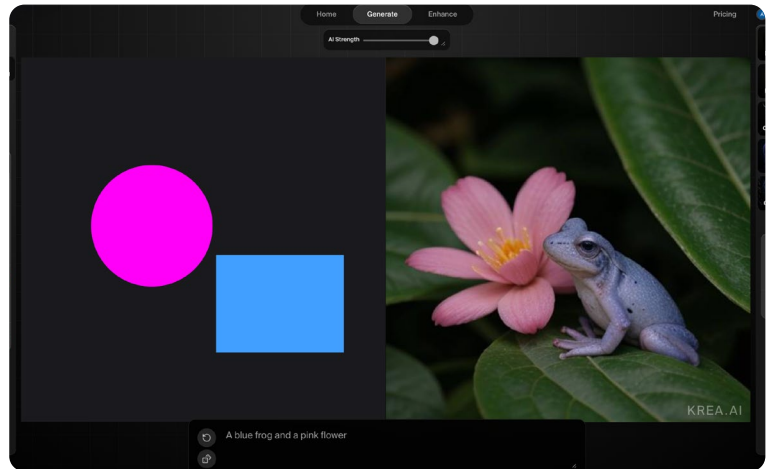 Home Generate Enhance Pricing
AI Strength
KREA.AI
A blue frog and a pink flower